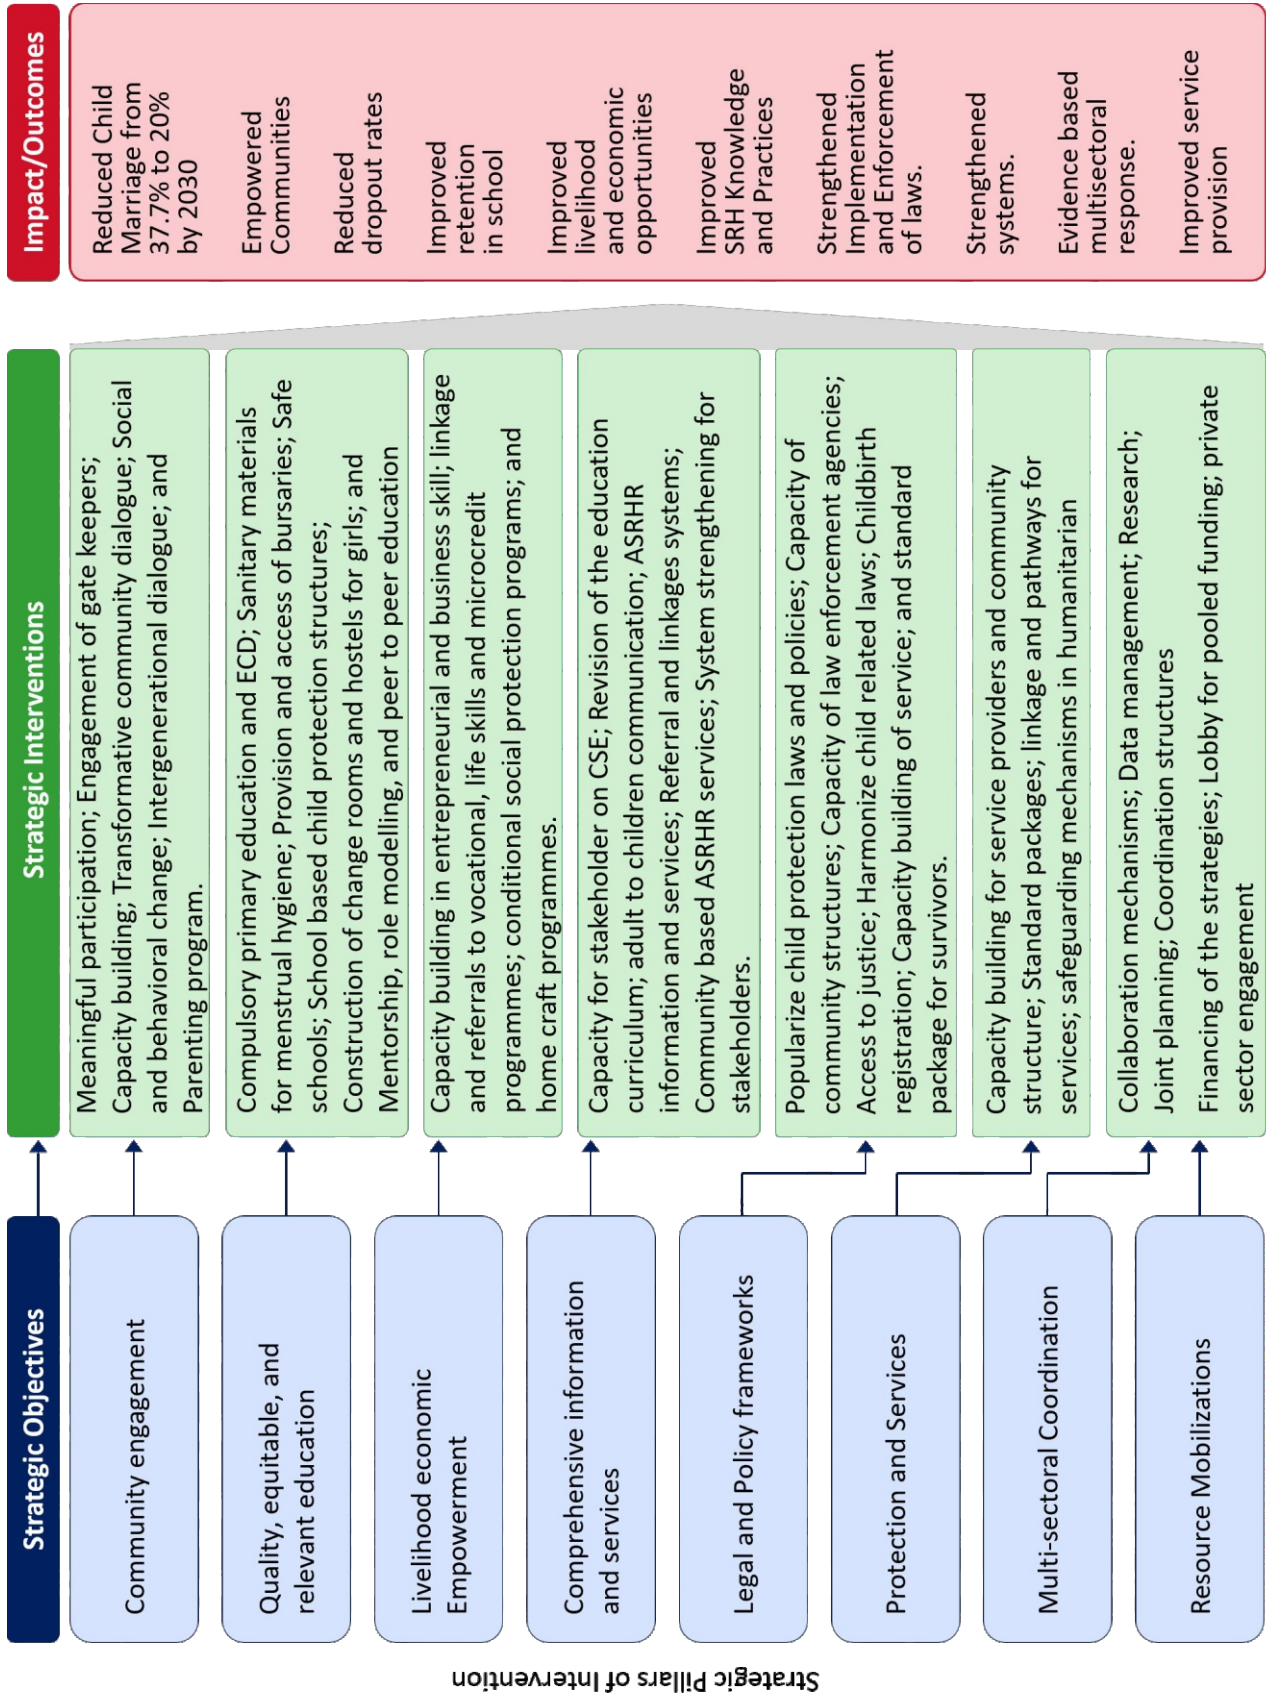 Strategic Pillars of Intervention
Strategic Objectives
Community engagement
Quality, equitable, and
relevant education
Livelihood economic
Empowerment
Comprehensive information
and services
Legal and Policy frameworks
Protection and Services
Multi-sectoral Coordination
Resource Mobilizations
Strategic Interventions
Meaningful participation; Engagement of gate keepers;
Capacity building; Transformative community dialogue; Social
and behavioral change; Intergenerational dialogue; and
Parenting program.
Compulsory primary education and ECD; Sanitary materials
for menstrual hygiene; Provision and access of bursaries; Safe
schools; School based child protection structures;
Construction of change rooms and hostels for girls; and
Mentorship, role modelling, and peer to peer education
Capacity building in entrepreneurial and business skill; linkage
and referrals to vocational, life skills and microcredit
programmes; conditional social protection programs; and
home craft programmes.
Capacity for stakeholder on CSE; Revision of the education
curriculum; adult to children communication; ASRHR
information and services; Referral and linkages systems;
Community based ASRHR services; System strengthening for
stakeholders.
Popularize child protection laws and policies; Capacity of
community structures; Capacity of law enforcement agencies;
Access to justice; Harmonize child related laws; Childbirth
registration; Capacity building of service; and standard
package for survivors.
Capacity building for service providers and community
structure; Standard packages; linkage and pathways for
services; safeguarding mechanisms in humanitarian
Collaboration mechanisms; Data management; Research;
Joint planning; Coordination structures
Financing of the strategies; Lobby for pooled funding; private
sector engagement
Impact/Outcomes
Reduced Child
Marriage from
37.7% to 20%
by 2030
Empowered
Communities
Reduced
dropout rates
Improved
retention
in school
Improved
livelihood
and economic
opportunities
Improved
SRH Knowledge
and Practices
Strengthened
Implementation
and Enforcement
of laws.
Strengthened
systems.
Evidence based
multisectoral
response.
Improved service
provision